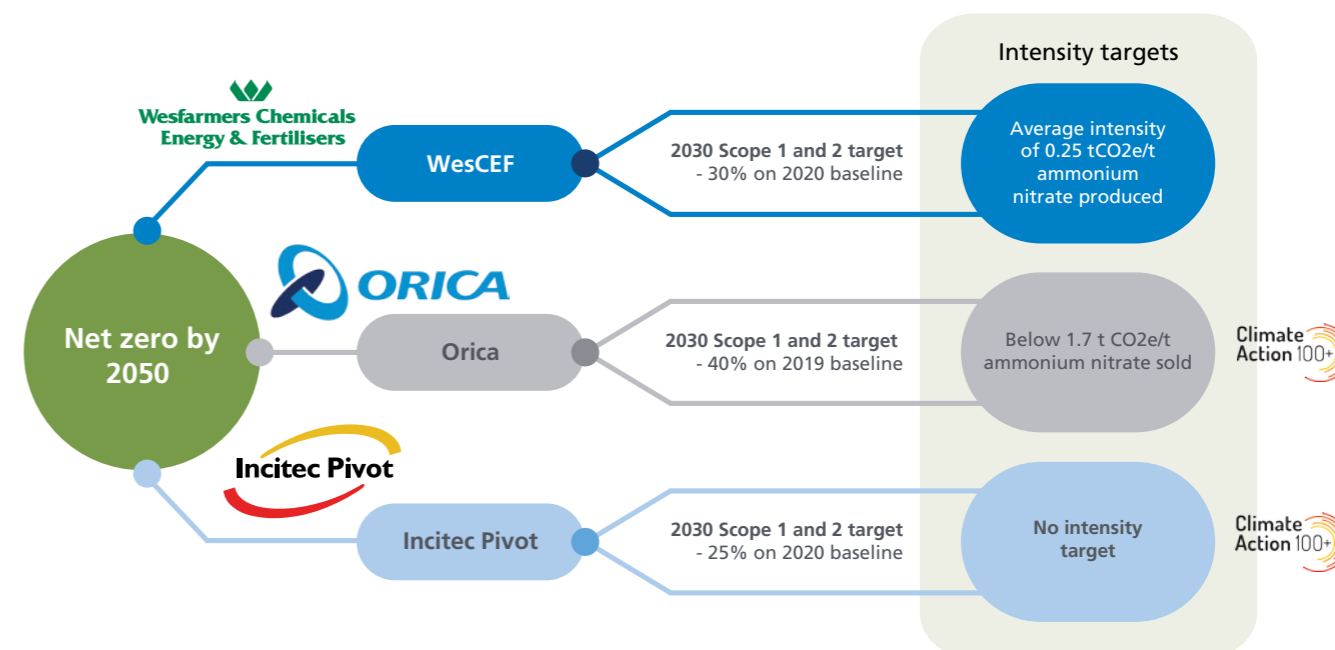 Intensity targets
Wesfarmers Chemicals
Energy & Fertilisers
WesCEF
2030 Scope 1 and 2 target
- 30% on 2020 baseline
Average intensity
of 0.25 tCO2e/t
ammonium
nitrate produced
Net zero by
2050
ORICA
Orica
2030 Scope 1 and 2 target
- 40% on 2019 baseline
Below 1.7 t CO2e/t
ammonium nitrate sold
Climate
Action 100+
Incitec Pivot
Incitec Pivot
2030 Scope 1 and 2 target
- 25% on 2020 baseline
No intensity
target
Climate
Action 100+